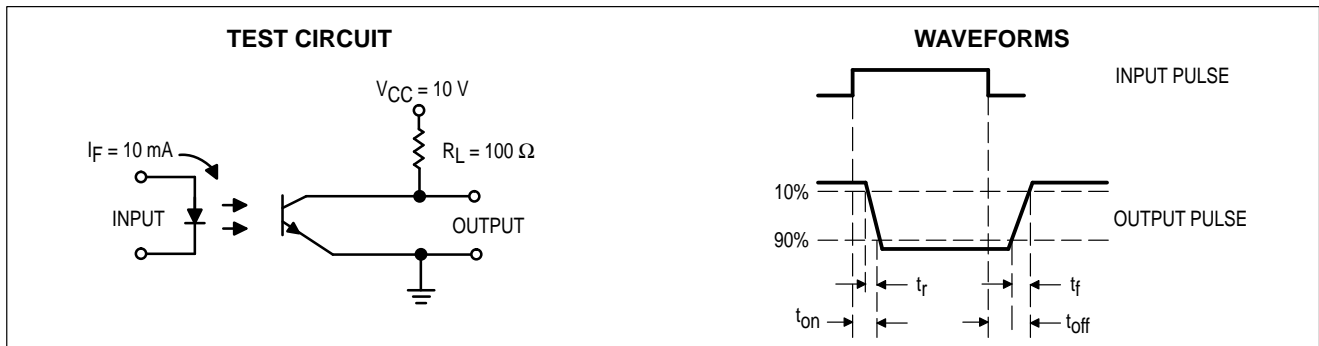 TEST CIRCUIT
VCC = 10 V
IF = 10 mA
RL = 100 Ω
INPUT
OUTPUT
WAVEFORMS
INPUT PULSE
10%
OUTPUT PULSE
90%
tr
tf
ton
toff